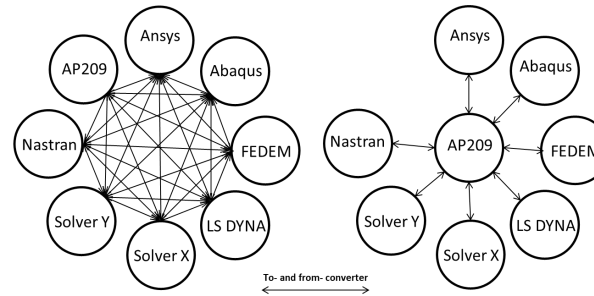 Ansys
AP209
Abaqus
Nastran
FEDEM
Solver Y
LS DYNA
Solver X
Ansys
Abaqus
Nastran
AP209
FEDEM
Solver Y
LS DYNA
Solver X
To- and from- converter